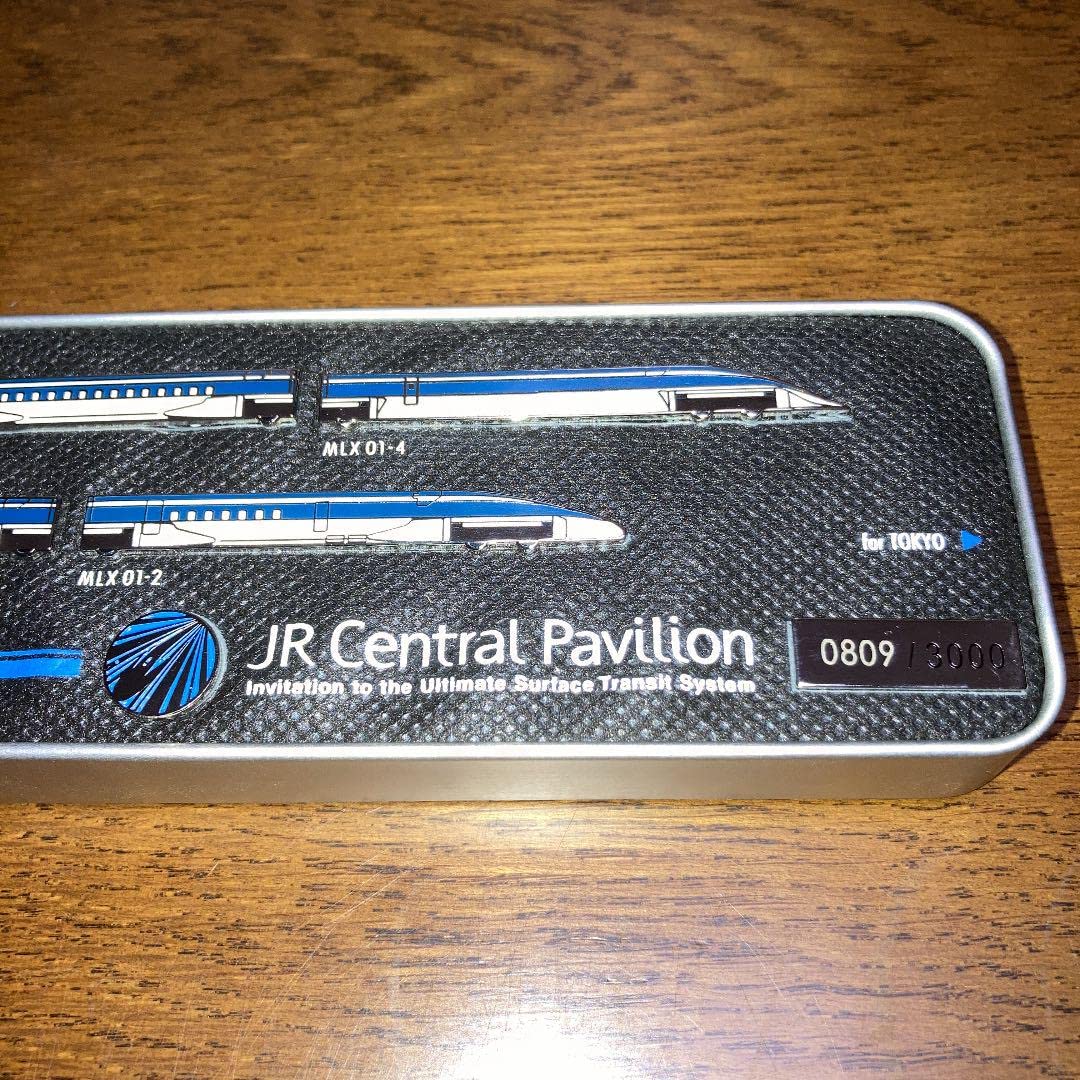 MLX 01-4
MLX 01-2
for TOKYO
JR Central Pavilion
Invitation to the Ultimate Surface Transit System
0809 / 3000